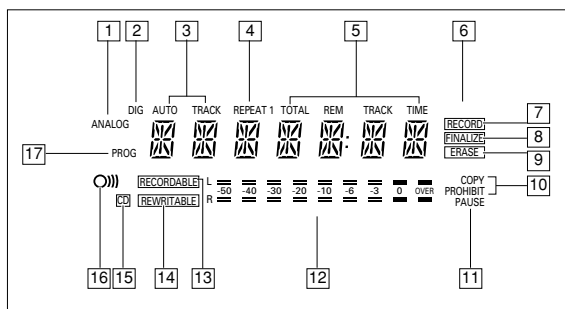 1 2 3 4 5 6
DIG AUTO TRACK REPEAT 1 TOTAL REM TRACK TIME
ANALOG
RECORD 7
FINALIZE 8
17 PROG
ERASE 9
RECORDABLE L
-50 -40 -30 -20 -10 -6 -3 0 OVER
CD REWRITABLE R
COPY
PROHIBIT 10
PAUSE
16 15 14 13 12 11